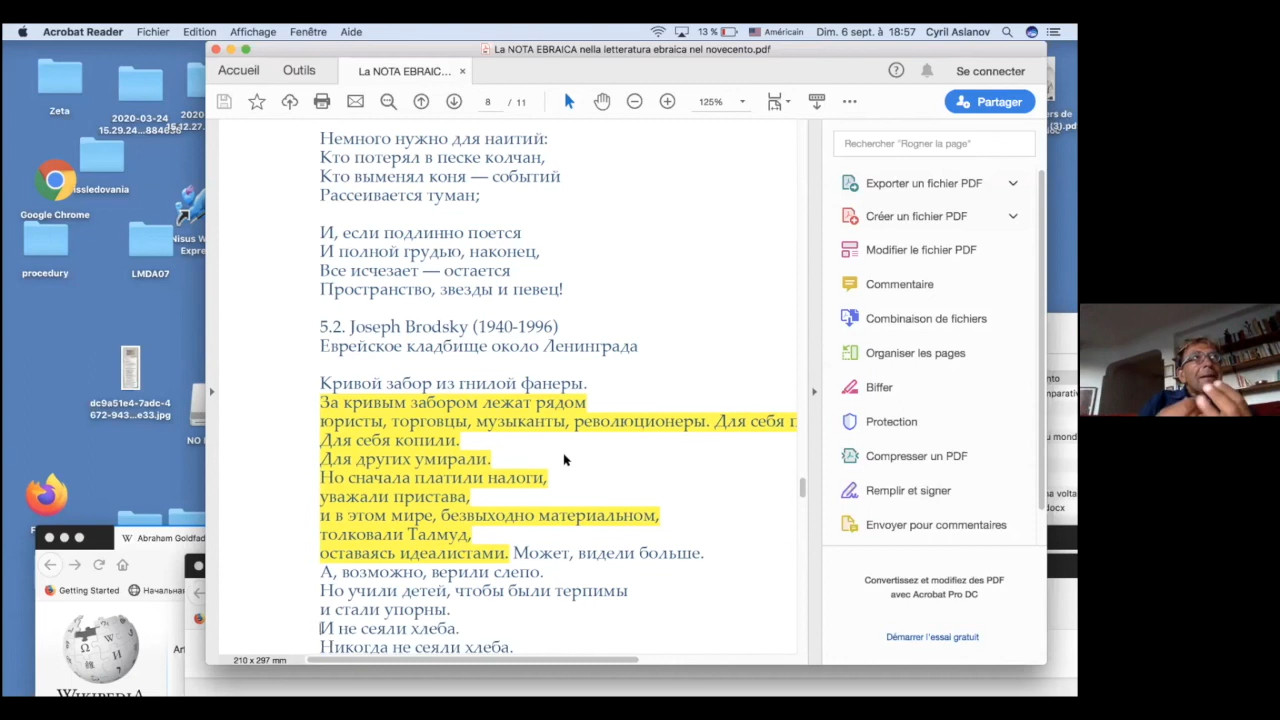 Acrobat Reader Fichier Edition Affichage Fenêtre Aide 13 % Américain Dim. 6 sept. à 18:57 Cyril Aslanov
La NOTA EBRAICA nella letteratura ebraica nel novecento.pdf
Accueil Outils La NOTA EBRAIC... × Se connecter
8 / 11 125% Partager
Zeta
2020-03-24
Google Chrome
procedury
LMDA07
dc9a51e4-7adc-4
672-943...e33.jpg
Немного нужно для наитий:
Кто потерял в песке колчан,
Кто выменял коня — событий
Рассеивается туман;
И, если подлинно поется
И полной грудью, наконец,
Все исчезает — остается
Пространство, звезды и певец!
5.2. Joseph Brodsky (1940-1996)
Еврейское кладбище около Ленинграда
Кривой забор из гнилой фанеры.
За кривым забором лежат рядом
юристы, торговцы, музыканты, революционеры. Для себя
Для себя копили.
Для других умирали.
Но сначала платили налоги,
уважали пристава,
и в этом мире, безвыходно материальном,
толковали Талмуд,
оставаясь идеалистами. Может, видели больше.
А, возможно, верили слепо.
Но учили детей, чтобы были терпимы
и стали упорны.
И не сеяли хлеба.
Никогда не сеяли хлеба.
210 x 297 mm
Rechercher "Rogner la page"
Exporter un fichier PDF
Créer un fichier PDF
Modifier le fichier PDF
Commentaire
Combinaison de fichiers
Organiser les pages
Biffer
Protection
Compresser un PDF
Remplir et signer
Envoyer pour commentaires
Convertissez et modifiez des PDF
avec Acrobat Pro DC
Démarrer l'essai gratuit
Abraham Goldfad
Getting Started
WIKIPEDIA